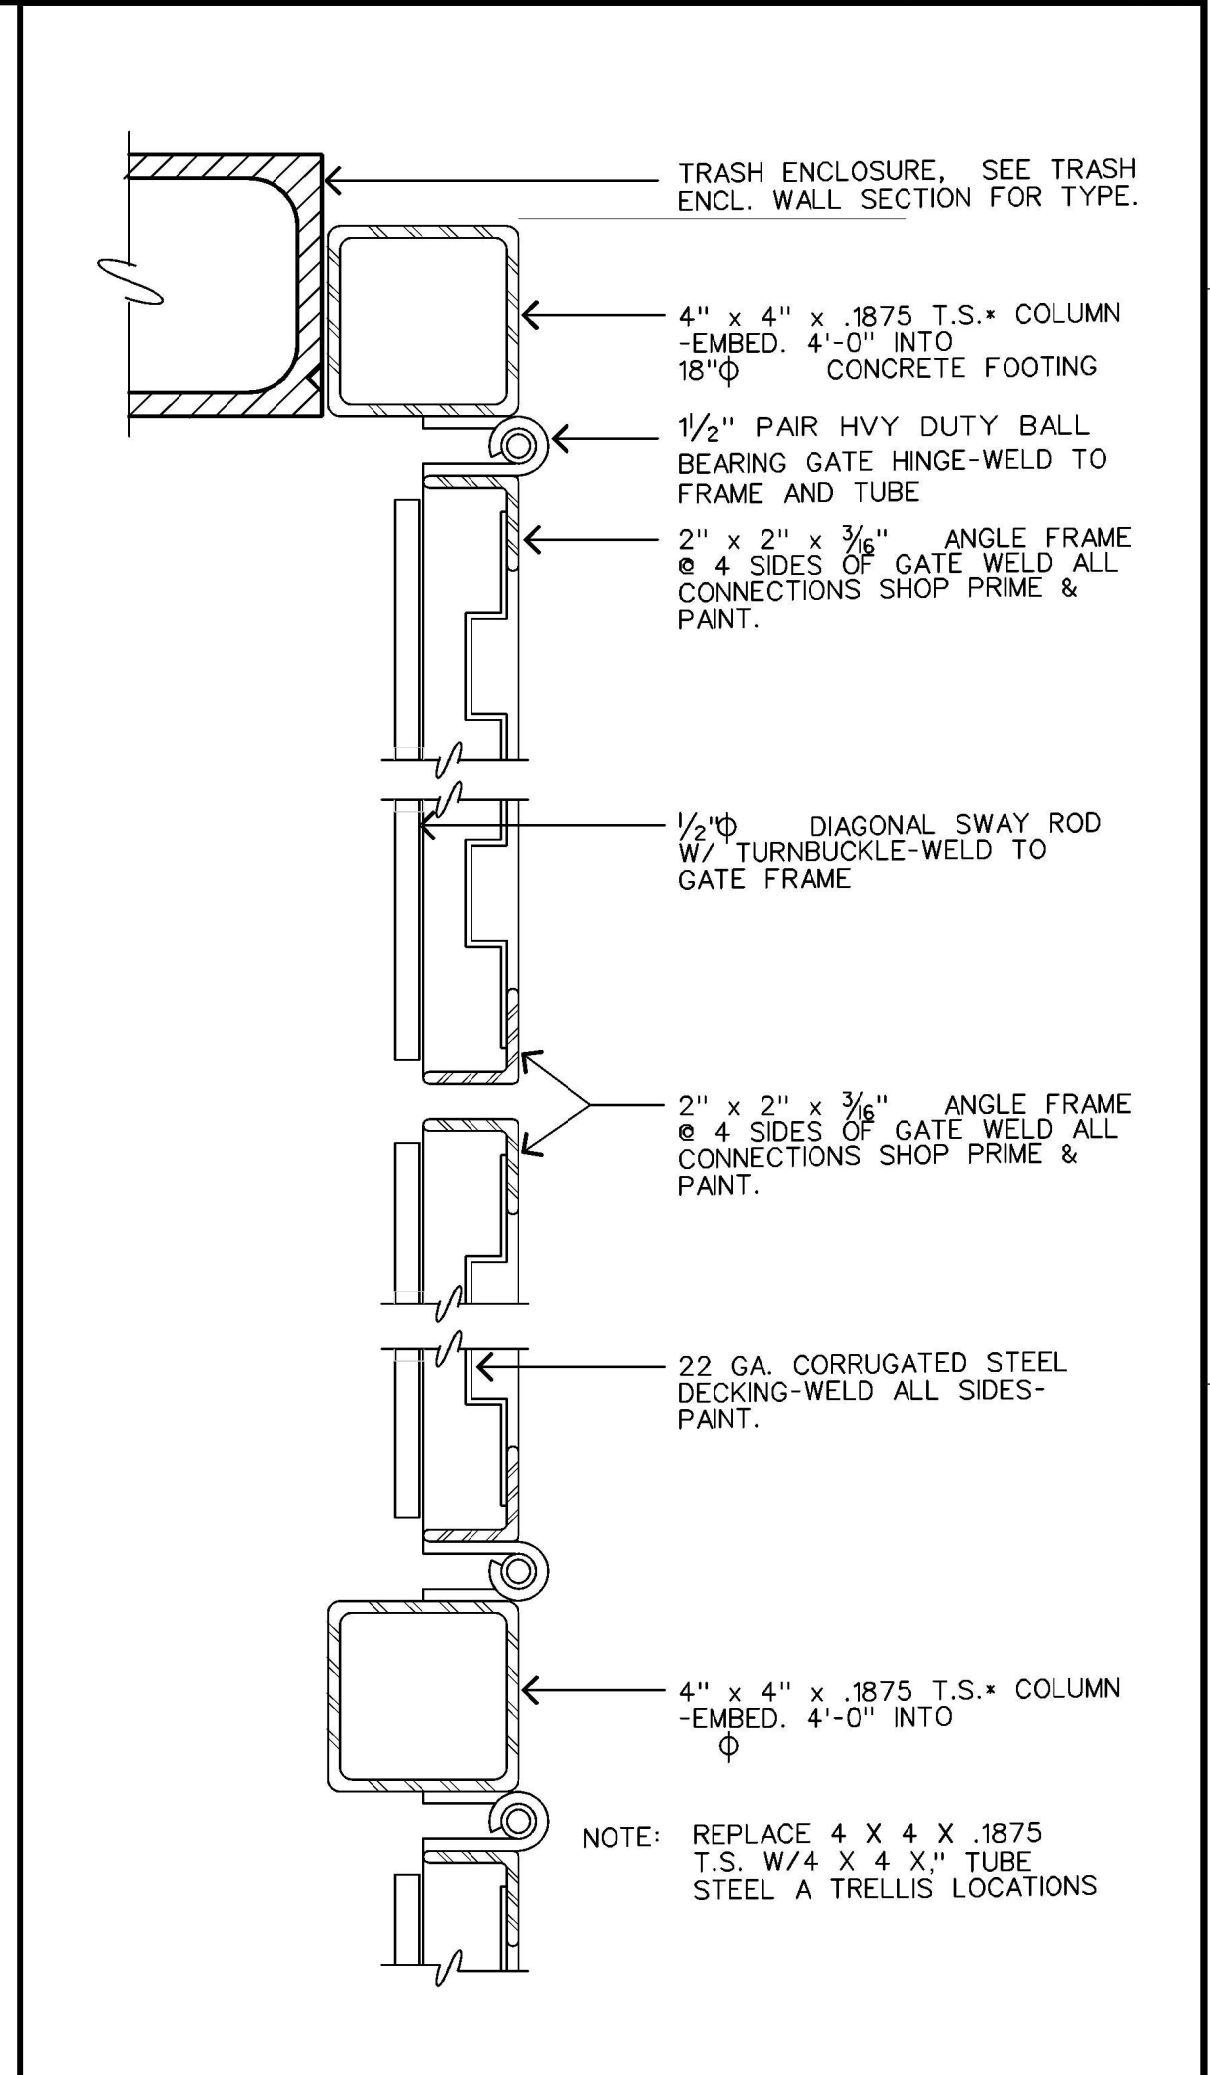 TRASH ENCLOSURE, SEE TRASH
ENCL. WALL SECTION FOR TYPE.
4" x 4" x .1875 T.S.* COLUMN
-EMBED. 4'-0" INTO
18"ϕ CONCRETE FOOTING
1½" PAIR HVY DUTY BALL
BEARING GATE HINGE-WELD TO
FRAME AND TUBE
2" x 2" x 3/16" ANGLE FRAME
@ 4 SIDES OF GATE WELD ALL
CONNECTIONS SHOP PRIME &
PAINT.
½"ϕ DIAGONAL SWAY ROD
W/ TURNBUCKLE-WELD TO
GATE FRAME
2" x 2" x 3/16" ANGLE FRAME
@ 4 SIDES OF GATE WELD ALL
CONNECTIONS SHOP PRIME &
PAINT.
22 GA. CORRUGATED STEEL
DECKING-WELD ALL SIDES-
PAINT.
4" x 4" x .1875 T.S.* COLUMN
-EMBED. 4'-0" INTO
ϕ
NOTE: REPLACE 4 X 4 X .1875
T.S. W/4 X 4 X," TUBE
STEEL A TRELLIS LOCATIONS